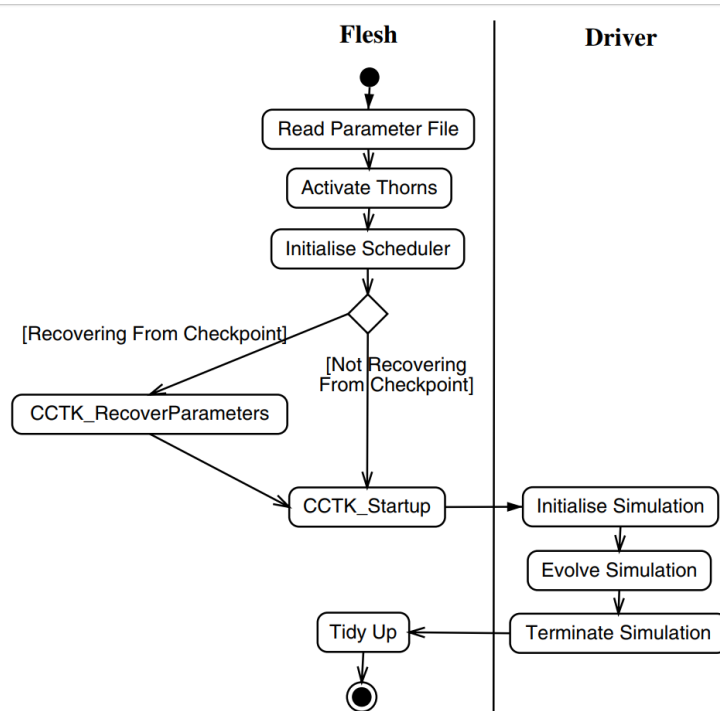 Flesh
Driver
Read Parameter File
Activate Thorns
Initialise Scheduler
[Recovering From Checkpoint]
[Not Recovering
From Checkpoint]
CCTK_RecoverParameters
CCTK_Startup
Initialise Simulation
Evolve Simulation
Tidy Up
Terminate Simulation